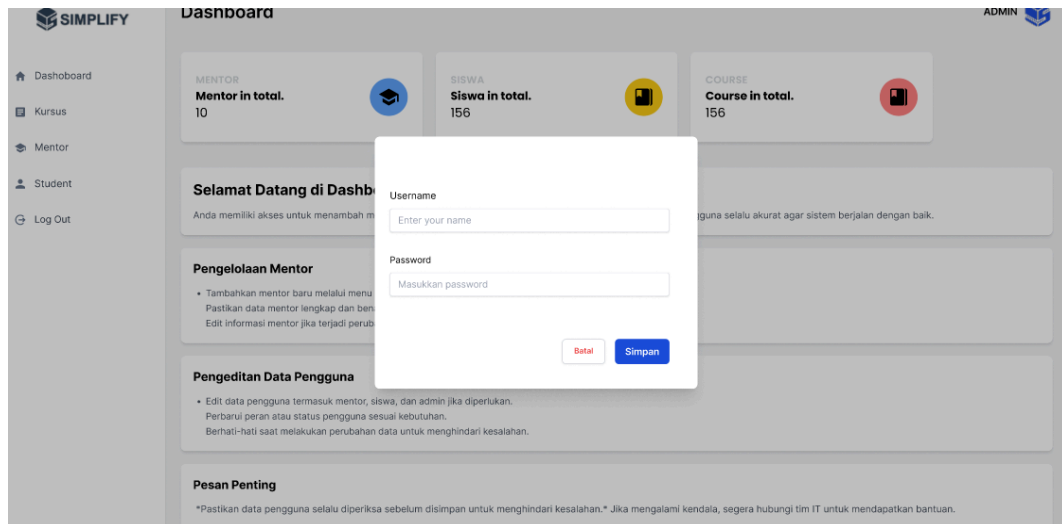 SIMPLIFY
Dashboard
ADMIN
Dashoboard
Kursus
Mentor
Student
Log Out
MENTOR
Mentor in total.
10
SISWA
Siswa in total.
156
COURSE
Course in total.
156
Selamat Datang di Dashb
Anda memiliki akses untuk menambah m
guna selalu akurat agar sistem berjalan dengan baik.
Pengelolaan Mentor
• Tambahkan mentor baru melalui menu
Pastikan data mentor lengkap dan ben
Edit informasi mentor jika terjadi perub
Username
Enter your name
Password
Masukkan password
Batal
Simpan
Pengeditan Data Pengguna
• Edit data pengguna termasuk mentor, siswa, dan admin jika diperlukan.
Perbarui peran atau status pengguna sesuai kebutuhan.
Berhati-hati saat melakukan perubahan data untuk menghindari kesalahan.
Pesan Penting
*Pastikan data pengguna selalu diperiksa sebelum disimpan untuk menghindari kesalahan.* Jika mengalami kendala, segera hubungi tim IT untuk mendapatkan bantuan.